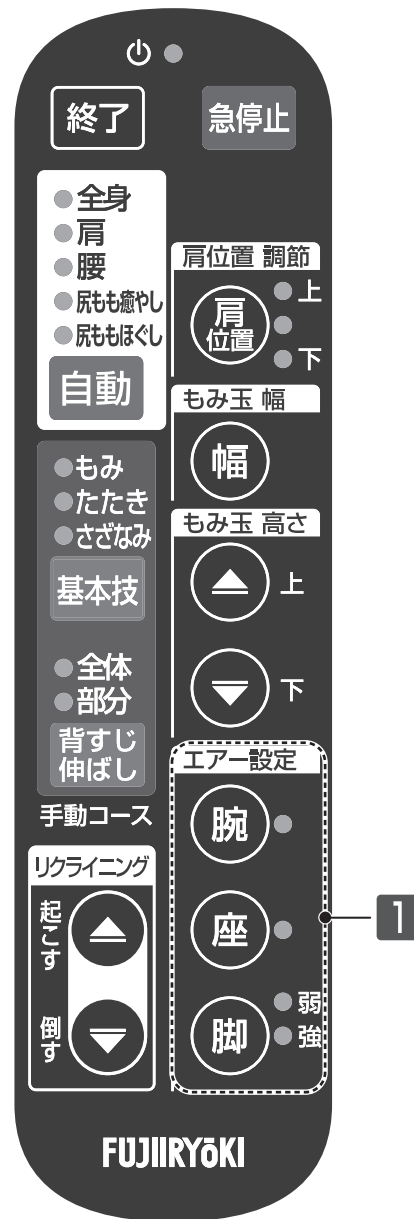 終了
急停止
全身
肩
腰
尻もも癒やし
尻ももほぐし
自動
肩位置 調節
肩
位置
上
下
もみ玉 幅
幅
もみ
たたき
さざなみ
基本技
もみ玉 高さ
上
下
全体
部分
背すじ
伸ばし
手動コース
エアー設定
腕
座
脚
弱
強
1
リクライニング
起こす
倒す
FUJIIRYōKI